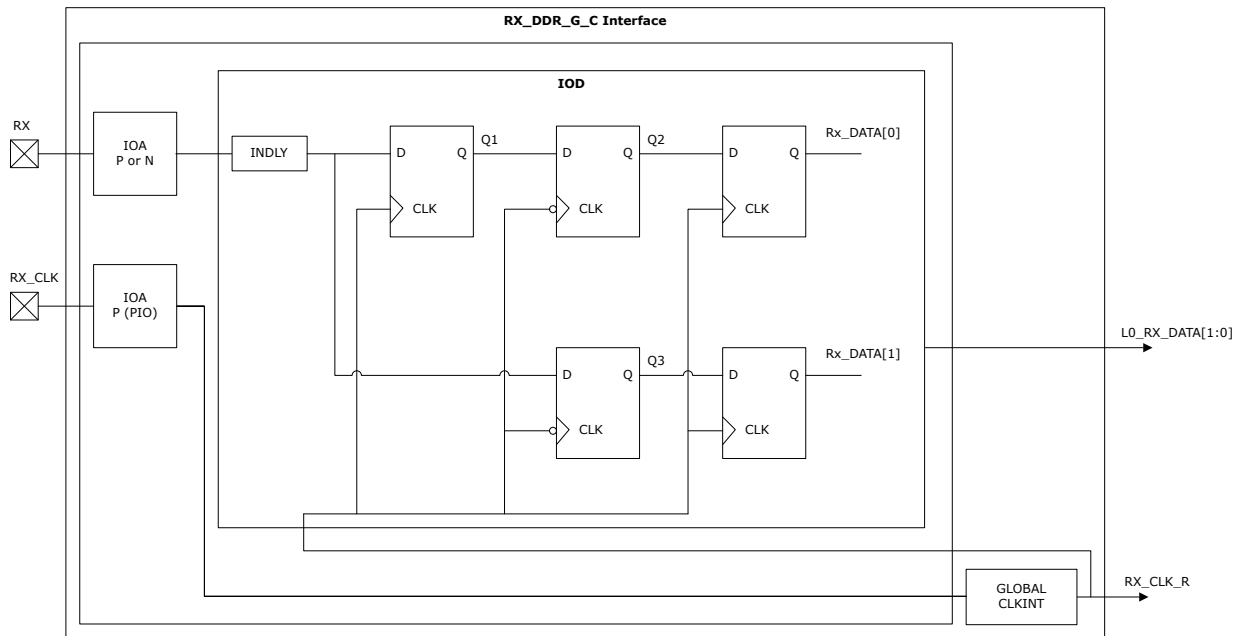 RX_DDR_G_C Interface
IOD
RX
IOA
P or N
INDLY
D
Q
CLK
Q1
D
Q
CLK
Q2
D
Q
CLK
Rx_DATA[0]
RX_CLK
IOA
P (PIO)
D
Q
CLK
Q3
D
Q
CLK
Rx_DATA[1]
L0_RX_DATA[1:0]
GLOBAL
CLKINT
RX_CLK_R